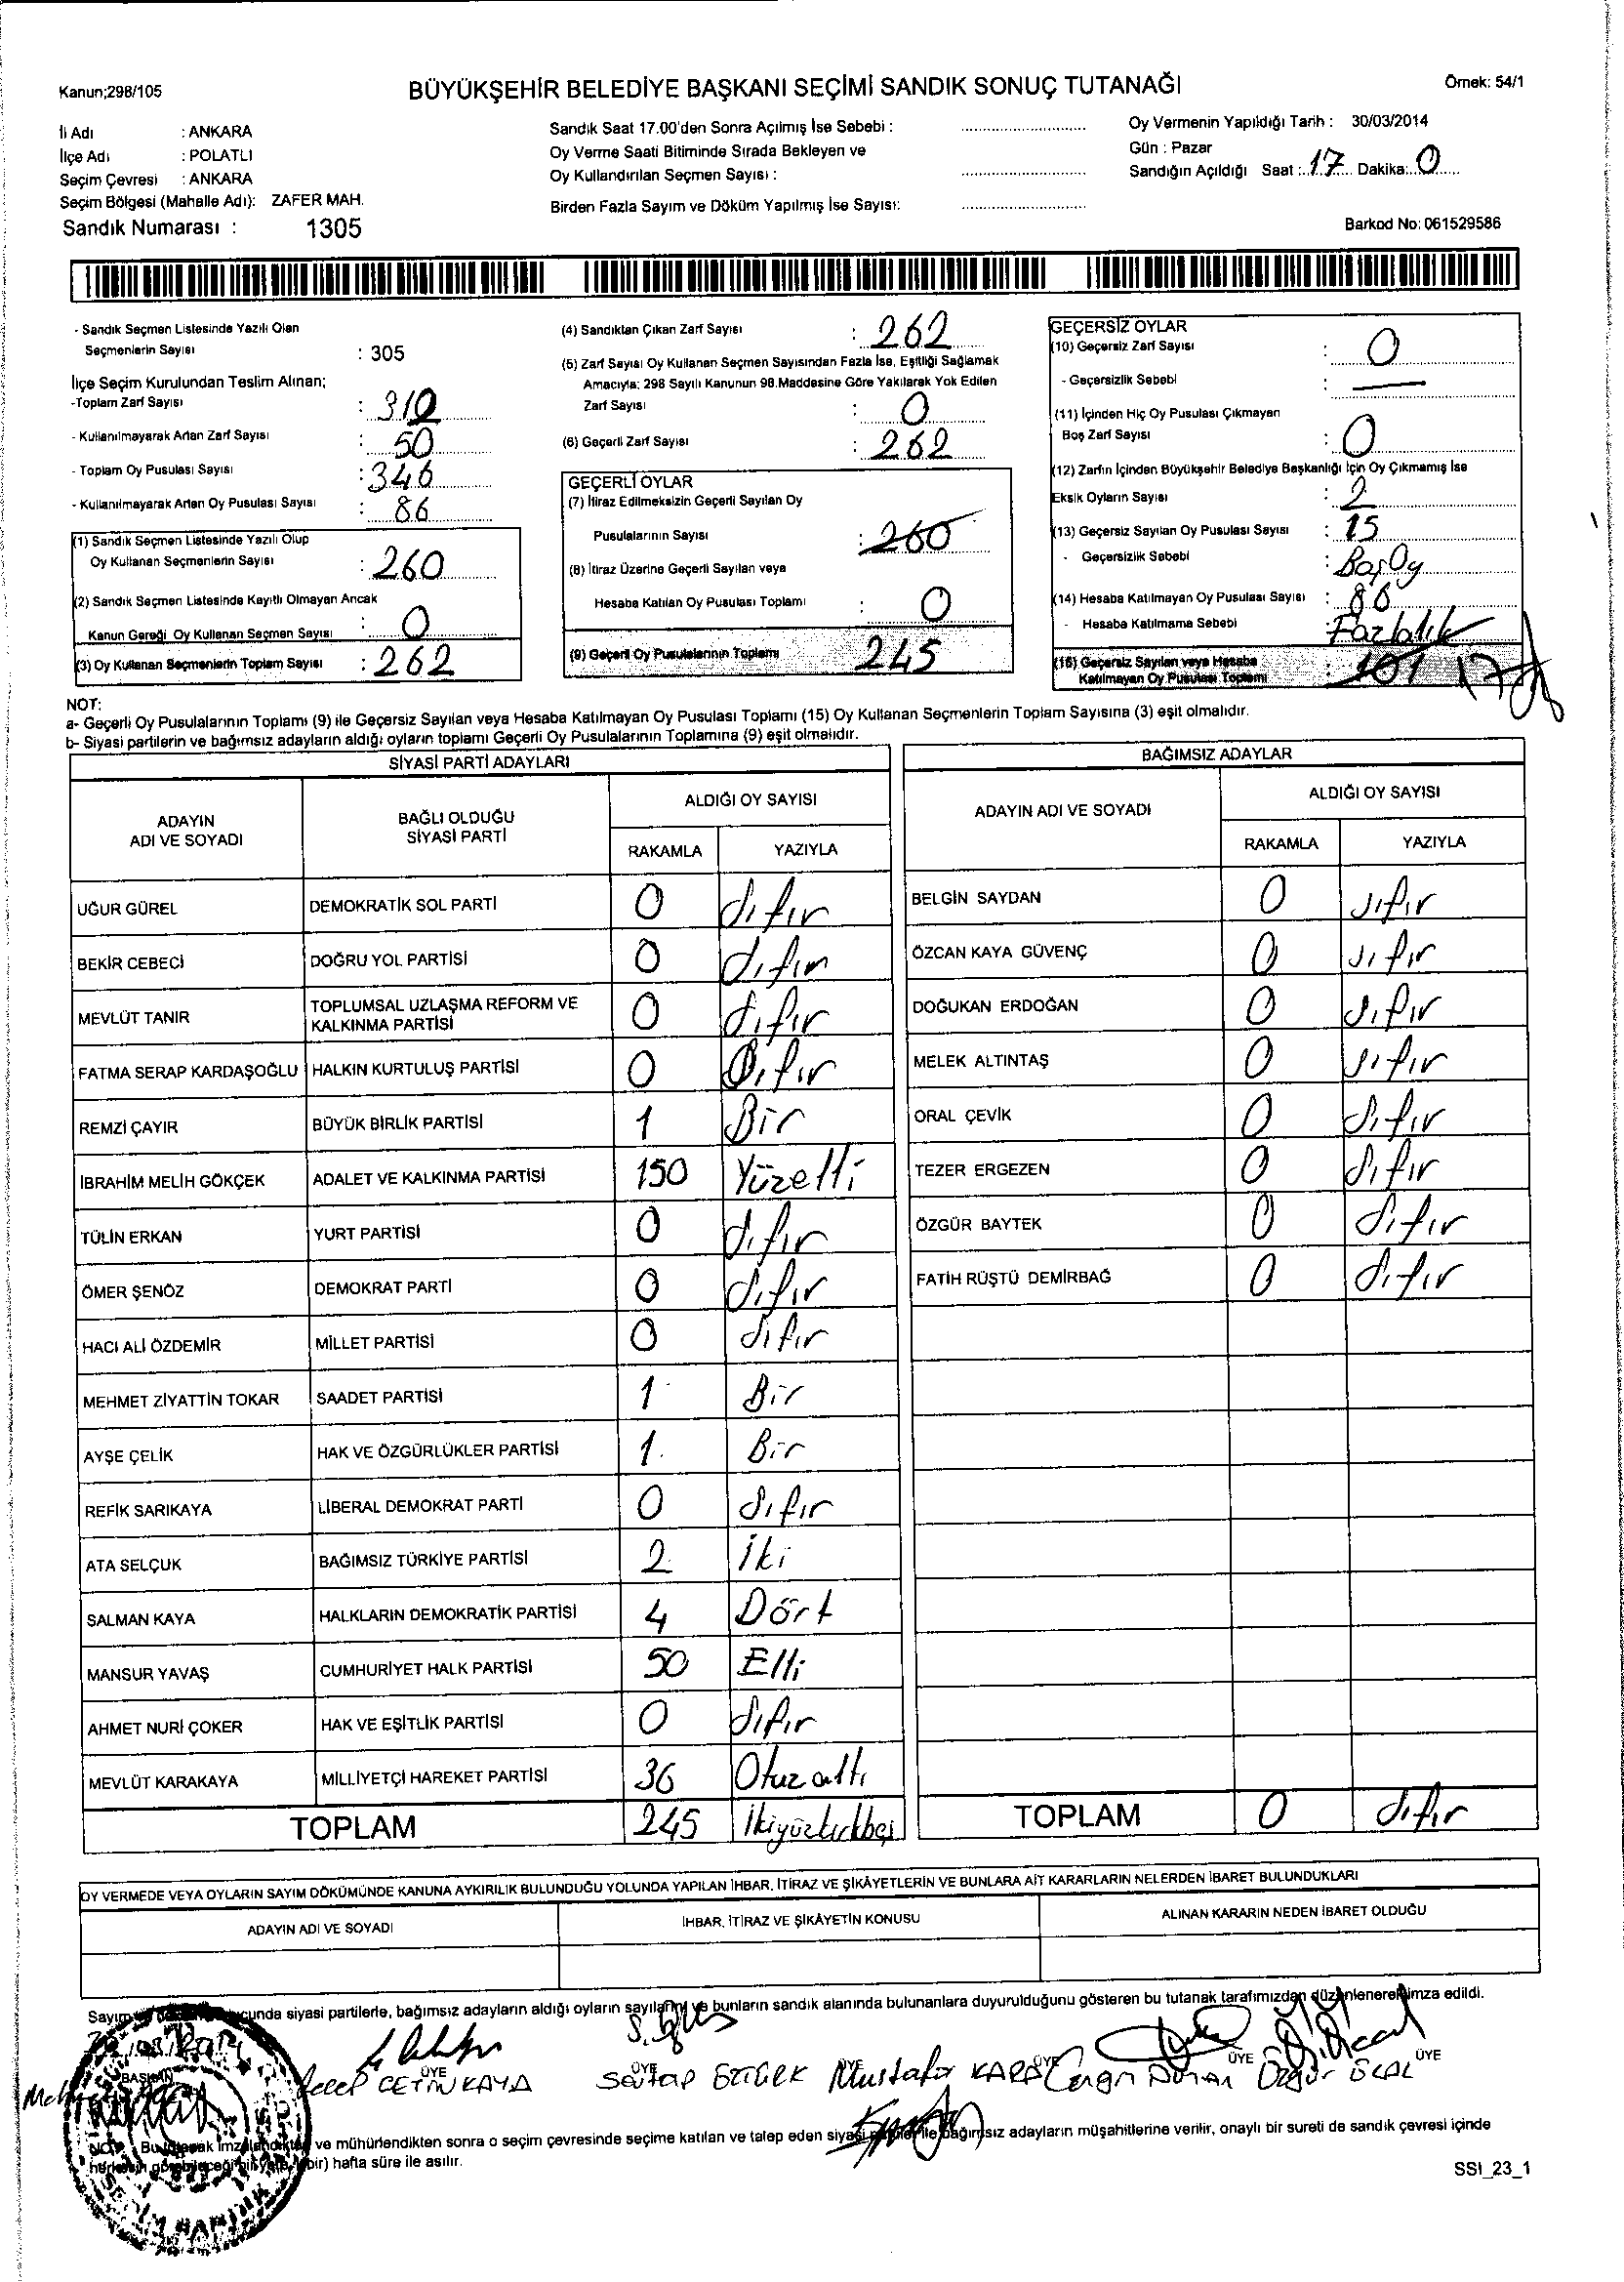 Kanun;298/105
BÜYÜKŞEHİR BELEDİYE BAŞKANI SEÇİMİ SANDIK SONUÇ TUTANAĞI
Örnek: 54/1
İl Adı : ANKARA
İlçe Adı : POLATLI
Seçim Çevresi : ANKARA
Seçim Bölgesi (Mahalle Adı): ZAFER MAH.
Sandık Numarası : 1305
Sandık Saat 17.00'den Sonra Açılmış İse Sebebi :
Oy Verme Saati Bitiminde Sırada Bekleyen ve
Oy Kullandırılan Seçmen Sayısı :
Birden Fazla Sayım ve Döküm Yapılmış İse Sayısı:
Oy Vermenin Yapıldığı Tarih : 30/03/2014
Gün : Pazar
Sandığın Açıldığı Saat : 17 Dakika: 0
Barkod No: 061529586
- Sandık Seçmen Listesinde Yazılı Olan
Seçmenlerin Sayısı : 305
İlçe Seçim Kurulundan Teslim Alınan;
-Toplam Zarf Sayısı : 310
- Kullanılmayarak Artan Zarf Sayısı : 50
- Toplam Oy Pusulası Sayısı : 346
- Kullanılmayarak Artan Oy Pusulası Sayısı : 86
(1) Sandık Seçmen Listesinde Yazılı Olup
Oy Kullanan Seçmenlerin Sayısı : 260
(2) Sandık Seçmen Listesinde Kayıtlı Olmayan Ancak
Kanun Gereği Oy Kullanan Seçmen Sayısı : 0
(3) Oy Kullanan Seçmenlerin Toplam Sayısı : 262
(4) Sandıktan Çıkan Zarf Sayısı : 262
(5) Zarf Sayısı Oy Kullanan Seçmen Sayısından Fazla İse, Eşitliği Sağlamak
Amacıyla; 298 Sayılı Kanunun 98.Maddesine Göre Yakılarak Yok Edilen
Zarf Sayısı : 0
(6) Geçerli Zarf Sayısı : 262
GEÇERLİ OYLAR
(7) İtiraz Edilmeksizin Geçerli Sayılan Oy
Pusulalarının Sayısı : 260
(8) İtiraz Üzerine Geçerli Sayılan veya
Hesaba Katılan Oy Pusulası Toplamı : 0
(9) Geçerli Oy Pusulalarının Toplamı 245
GEÇERSİZ OYLAR
(10) Geçersiz Zarf Sayısı : 0
- Geçersizlik Sebebi : —
(11) İçinden Hiç Oy Pusulası Çıkmayan
Boş Zarf Sayısı : 0
(12) Zarfın İçinden Büyükşehir Belediye Başkanlığı İçin Oy Çıkmamış İse
Eksik Oyların Sayısı : 2
(13) Geçersiz Sayılan Oy Pusulası Sayısı : 15
- Geçersizlik Sebebi : Boş Oy
(14) Hesaba Katılmayan Oy Pusulası Sayısı : 86
- Hesaba Katılmama Sebebi : Fazlalık
(15) Geçersiz Sayılan veya Hesaba
Katılmayan Oy Pusulası Toplamı : 101 17
NOT:
a- Geçerli Oy Pusulalarının Toplamı (9) ile Geçersiz Sayılan veya Hesaba Katılmayan Oy Pusulası Toplamı (15) Oy Kullanan Seçmenlerin Toplam Sayısına (3) eşit olmalıdır.
b- Siyasi partilerin ve bağımsız adayların aldığı oyların toplamı Geçerli Oy Pusulalarının Toplamına (9) eşit olmalıdır.
SİYASİ PARTİ ADAYLARI
ADAYIN ADI VE SOYADI
BAĞLI OLDUĞU SİYASİ PARTİ
ALDIĞI OY SAYISI
RAKAMLA YAZIYLA
UĞUR GÜREL DEMOKRATİK SOL PARTİ 0 Sıfır
BEKİR CEBECİ DOĞRU YOL PARTİSİ 0 Sıfır
MEVLÜT TANIR TOPLUMSAL UZLAŞMA REFORM VE KALKINMA PARTİSİ 0 Sıfır
FATMA SERAP KARDAŞOĞLU HALKIN KURTULUŞ PARTİSİ 0 Sıfır
REMZİ ÇAYIR BÜYÜK BİRLİK PARTİSİ 1 Bir
İBRAHİM MELİH GÖKÇEK ADALET VE KALKINMA PARTİSİ 150 Yüzelli
TÜLİN ERKAN YURT PARTİSİ 0 Sıfır
ÖMER ŞENÖZ DEMOKRAT PARTİ 0 Sıfır
HACI ALİ ÖZDEMİR MİLLET PARTİSİ 0 Sıfır
MEHMET ZİYATTİN TOKAR SAADET PARTİSİ 1 Bir
AYŞE ÇELİK HAK VE ÖZGÜRLÜKLER PARTİSİ 1 Bir
REFİK SARIKAYA LİBERAL DEMOKRAT PARTİ 0 Sıfır
ATA SELÇUK BAĞIMSIZ TÜRKİYE PARTİSİ 2 İki
SALMAN KAYA HALKLARIN DEMOKRATİK PARTİSİ 4 Dört
MANSUR YAVAŞ CUMHURİYET HALK PARTİSİ 50 Elli
AHMET NURİ ÇOKER HAK VE EŞİTLİK PARTİSİ 0 Sıfır
MEVLÜT KARAKAYA MİLLİYETÇİ HAREKET PARTİSİ 36 Otuzaltı
TOPLAM 245 İkiyüzkırkbeş
BAĞIMSIZ ADAYLAR
ADAYIN ADI VE SOYADI
ALDIĞI OY SAYISI
RAKAMLA YAZIYLA
BELGİN SAYDAN 0 Sıfır
ÖZCAN KAYA GÜVENÇ 0 Sıfır
DOĞUKAN ERDOĞAN 0 Sıfır
MELEK ALTINTAŞ 0 Sıfır
ORAL ÇEVİK 0 Sıfır
TEZER ERGEZEN 0 Sıfır
ÖZGÜR BAYTEK 0 Sıfır
FATİH RÜŞTÜ DEMİRBAĞ 0 Sıfır
TOPLAM 0 Sıfır
OY VERMEDE VEYA OYLARIN SAYIM DÖKÜMÜNDE KANUNA AYKIRILIK BULUNDUĞU YOLUNDA YAPILAN İHBAR, İTİRAZ VE ŞİKÂYETLERİN VE BUNLARA AİT KARARLARIN NELERDEN İBARET BULUNDUKLARI
ADAYIN ADI VE SOYADI
İHBAR, İTİRAZ VE ŞİKÂYETİN KONUSU
ALINAN KARARIN NEDEN İBARET OLDUĞU
Sayım siyasi partilerle, bağımsız adayların aldığı oyların sayılarını ve bunların sandık alanında bulunanlara duyurulduğunu gösteren bu tutanak tarafımızdan düzenlenerek imza edildi.
BAŞKAN ÜYE ÜYE ÜYE ÜYE ÜYE
Recep ÇETİNKAYA Mustafa Özgür
NOT: Bu tutanak imzalandıktan ve mühürlendikten sonra o seçim çevresinde seçime katılan ve talep eden siyasi partiler ile bağımsız adayların müşahitlerine verilir, onaylı bir sureti de sandık çevresi içinde
herkesin görebileceği bir yere (bir) hafta süre ile asılır.
SSI_23_1